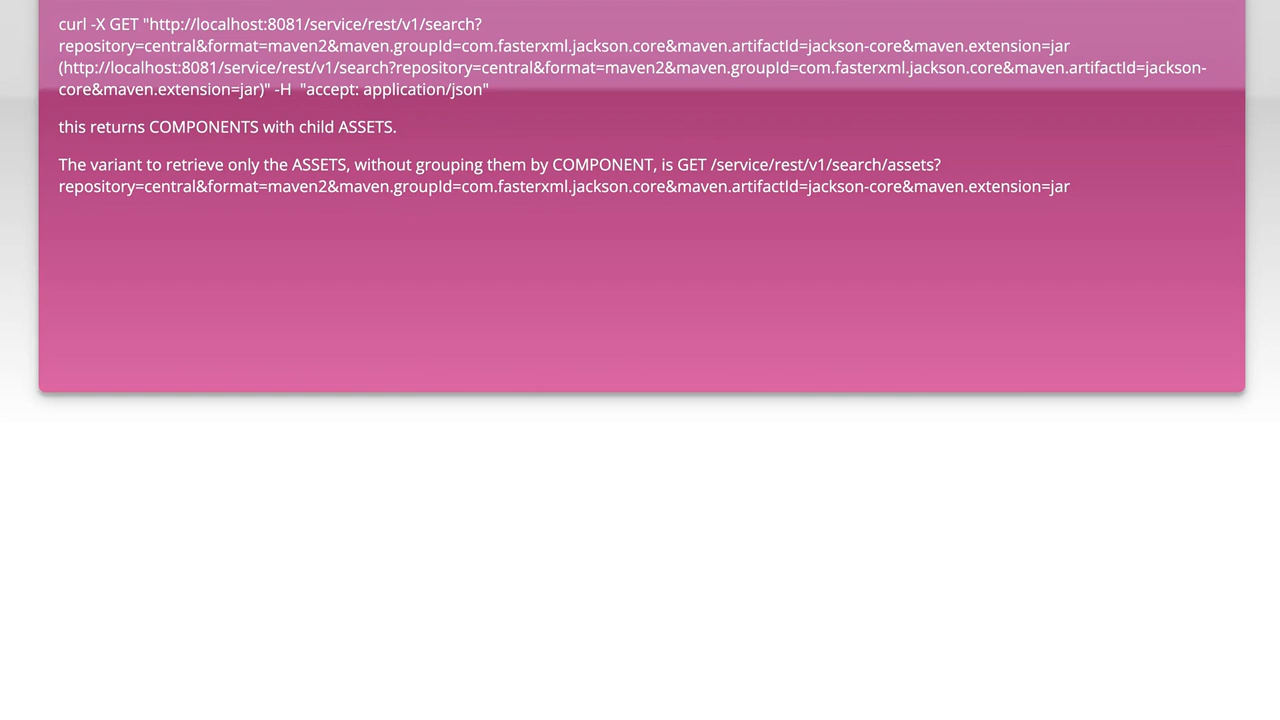 curl -X GET "http://localhost:8081/service/rest/v1/search?
repository=central&format=maven2&maven.groupId=com.fasterxml.jackson.core&maven.artifactId=jackson-core&maven.extension=jar
(http://localhost:8081/service/rest/v1/search?repository=central&format=maven2&maven.groupId=com.fasterxml.jackson.core&maven.artifactId=jackson-
core&maven.extension=jar)" -H  "accept: application/json"
this returns COMPONENTS with child ASSETS.
The variant to retrieve only the ASSETS, without grouping them by COMPONENT, is GET /service/rest/v1/search/assets?
repository=central&format=maven2&maven.groupId=com.fasterxml.jackson.core&maven.artifactId=jackson-core&maven.extension=jar